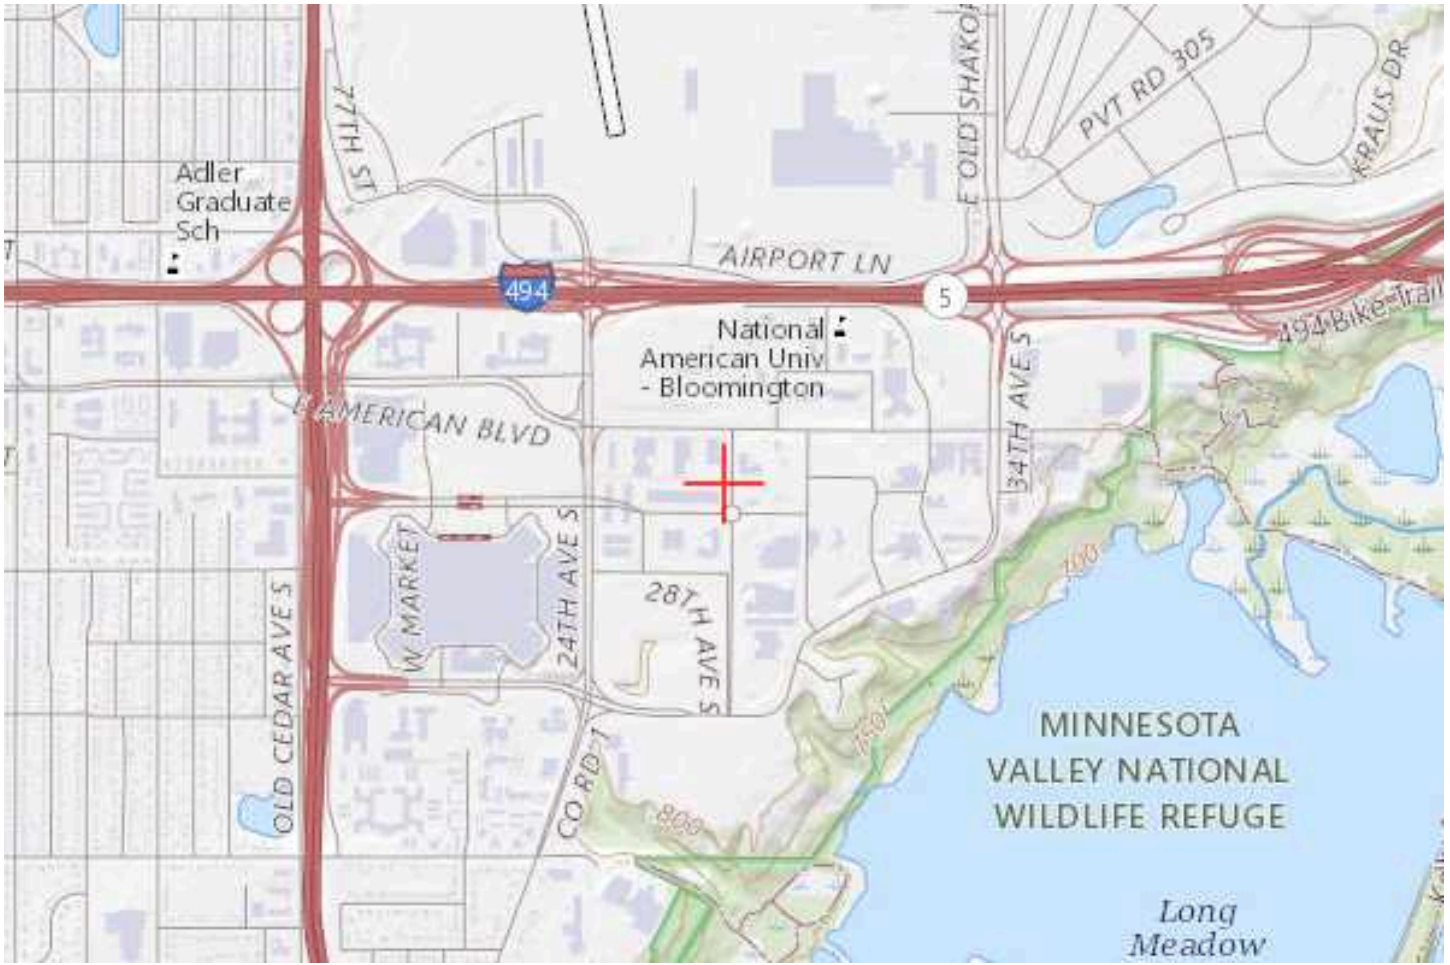 77TH ST
E OLD SHAKOP
PVT RD 305
KRAUS DR
Adler
Graduate
Sch
AIRPORT LN
494
5
494 Bike Trail
National
American Univ
- Bloomington
34TH AVE S
E AMERICAN BLVD
W MARKET
24TH AVE S
OLD CEDAR AVE S
28TH AVE S
700
750
800
CO RD 1
MINNESOTA
VALLEY NATIONAL
WILDLIFE REFUGE
Long
Meadow